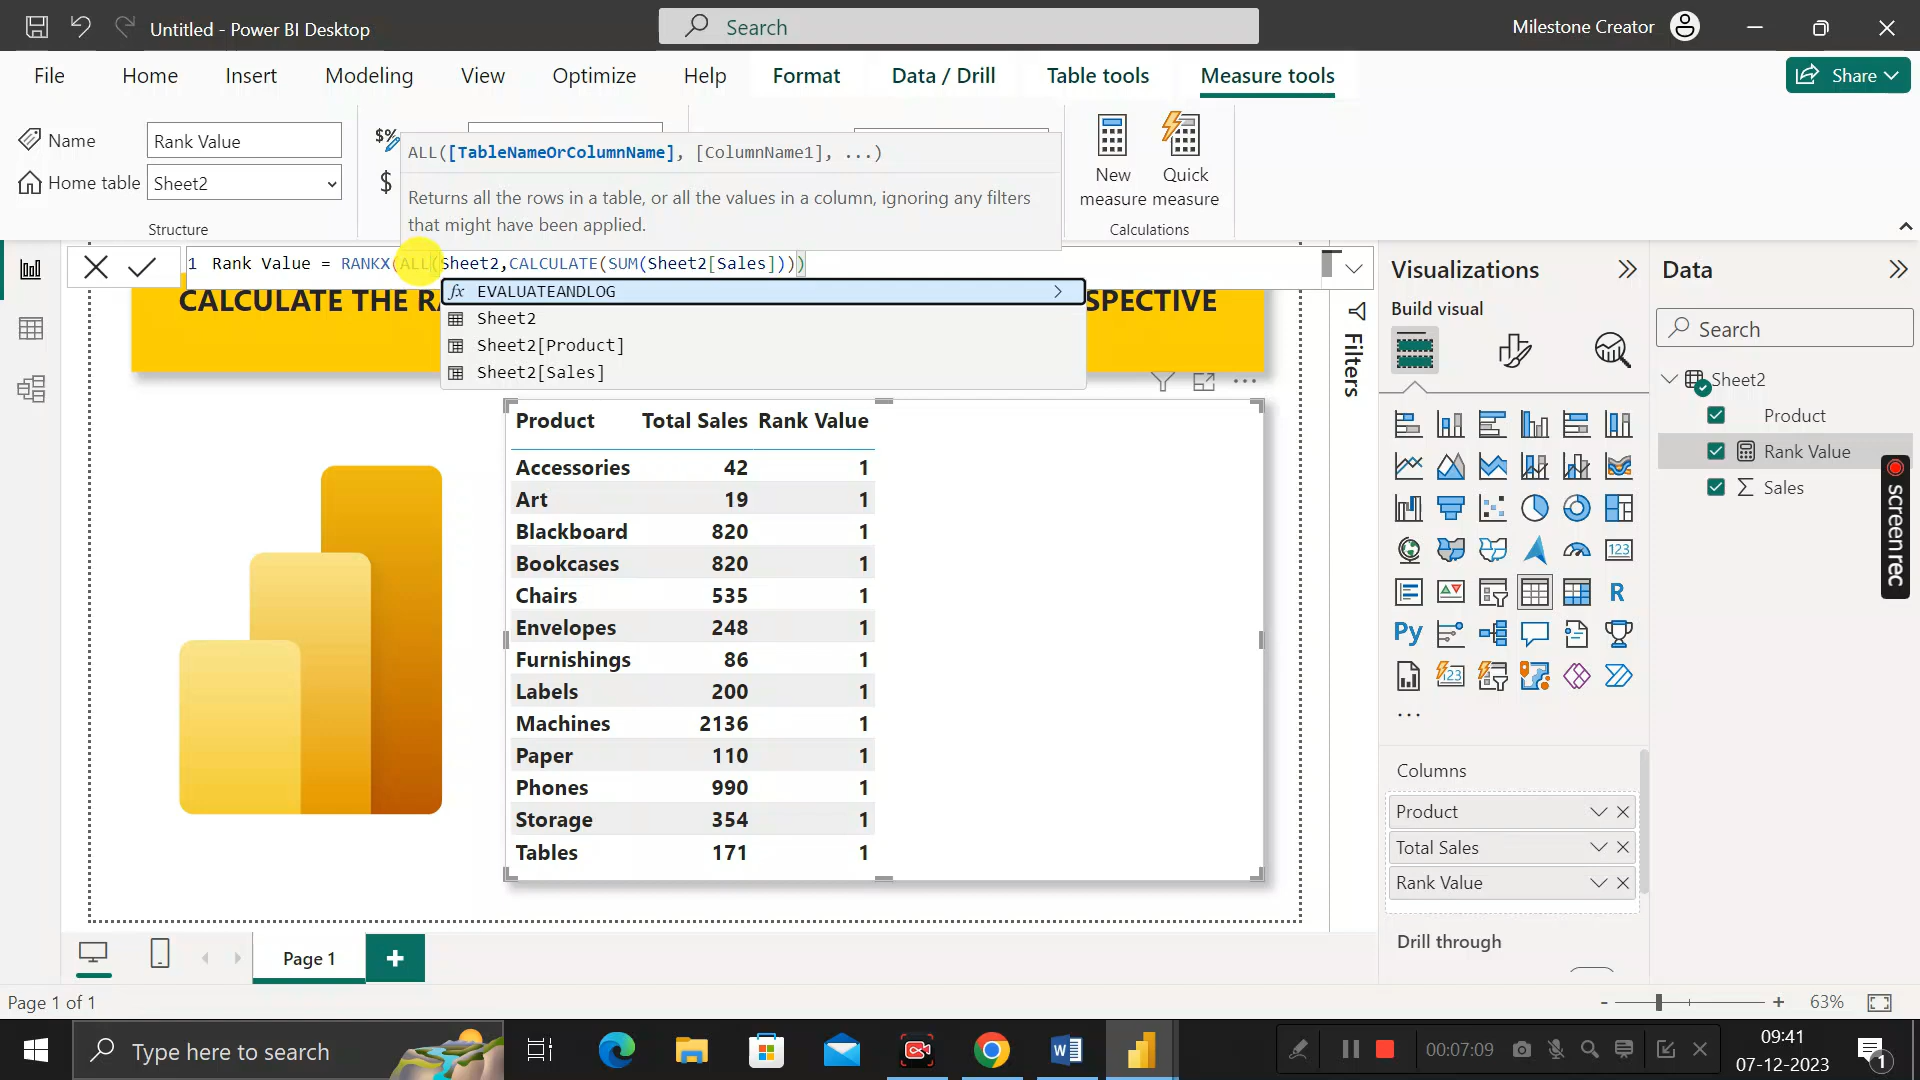 Untitled - Power BI Desktop
Search
Milestone Creator
File Home Insert Modeling View Optimize Help Format Data / Drill Table tools Measure tools
Share
Name
Rank Value
$%
Home table
Sheet2
$
Structure
ALL([TableNameOrColumnName], [ColumnName1], ...)
Returns all the rows in a table, or all the values in a column, ignoring any filters
that might have been applied.
New
measure
Quick
measure
Calculations
1 Rank Value = RANKX(ALL(Sheet2,CALCULATE(SUM(Sheet2[Sales])))
fx EVALUATEANDLOG
Sheet2
Sheet2[Product]
Sheet2[Sales]
CALCULATE THE RA
SPECTIVE
Product Total Sales Rank Value
Accessories 42 1
Art 19 1
Blackboard 820 1
Bookcases 820 1
Chairs 535 1
Envelopes 248 1
Furnishings 86 1
Labels 200 1
Machines 2136 1
Paper 110 1
Phones 990 1
Storage 354 1
Tables 171 1
Filters
Visualizations
Build visual
123
R
Py
123
...
Columns
Product
Total Sales
Rank Value
Drill through
Data
Search
Sheet2
Product
Rank Value
Sales
screen rec
Page 1
Page 1 of 1
- + 63%
Type here to search
00:07:09
09:41
07-12-2023
1